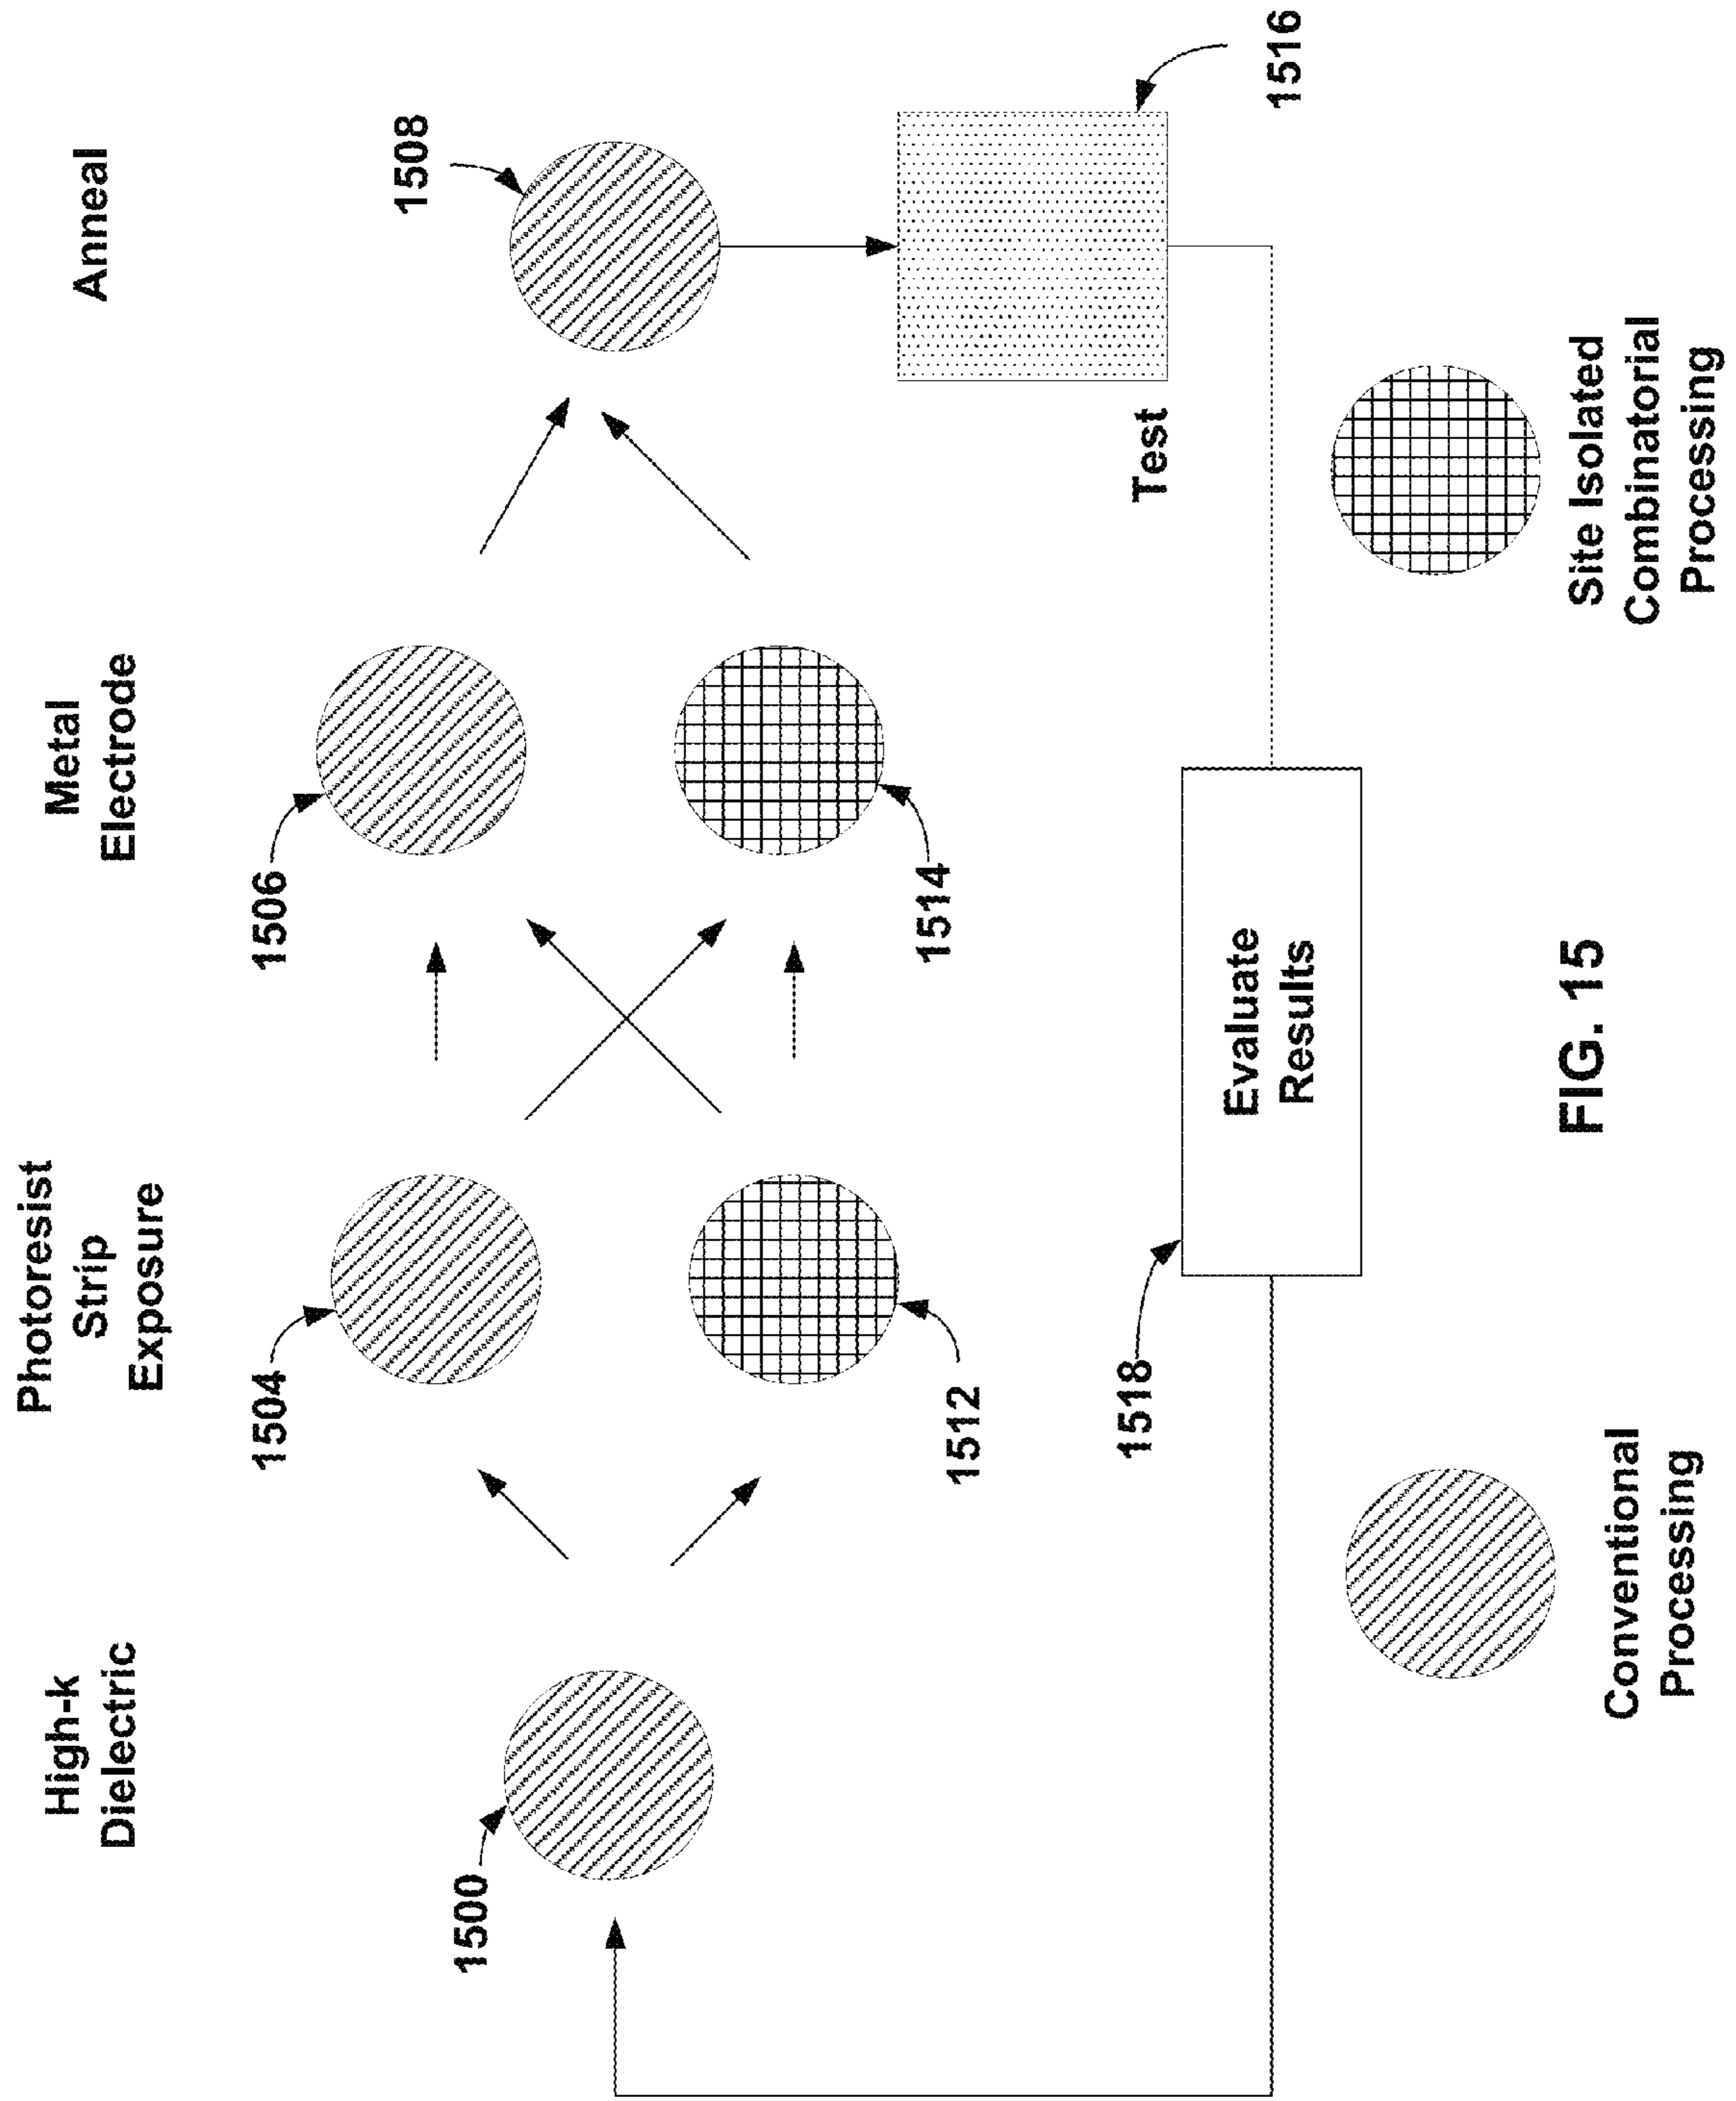 High-k
Dielectric
Photoresist
Strip
Exposure
Metal
Electrode
Anneal
1500
1504
1506
1508
1512
1514
Test
1516
1518
Evaluate
Results
Conventional
Processing
Site Isolated
Combinatorial
Processing
FIG. 15